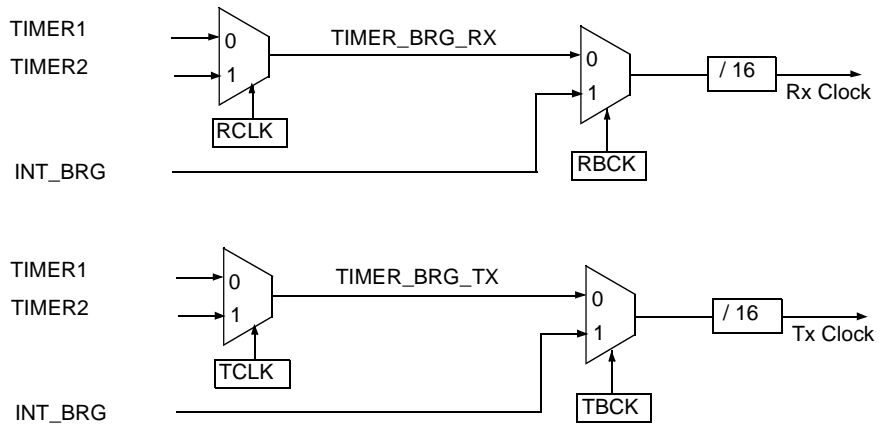 TIMER1
0
TIMER_BRG_RX
0
/ 16
TIMER2
1
1
Rx Clock
RCLK
RBCK
INT_BRG
TIMER1
0
TIMER_BRG_TX
0
/ 16
TIMER2
1
1
Tx Clock
TCLK
TBCK
INT_BRG